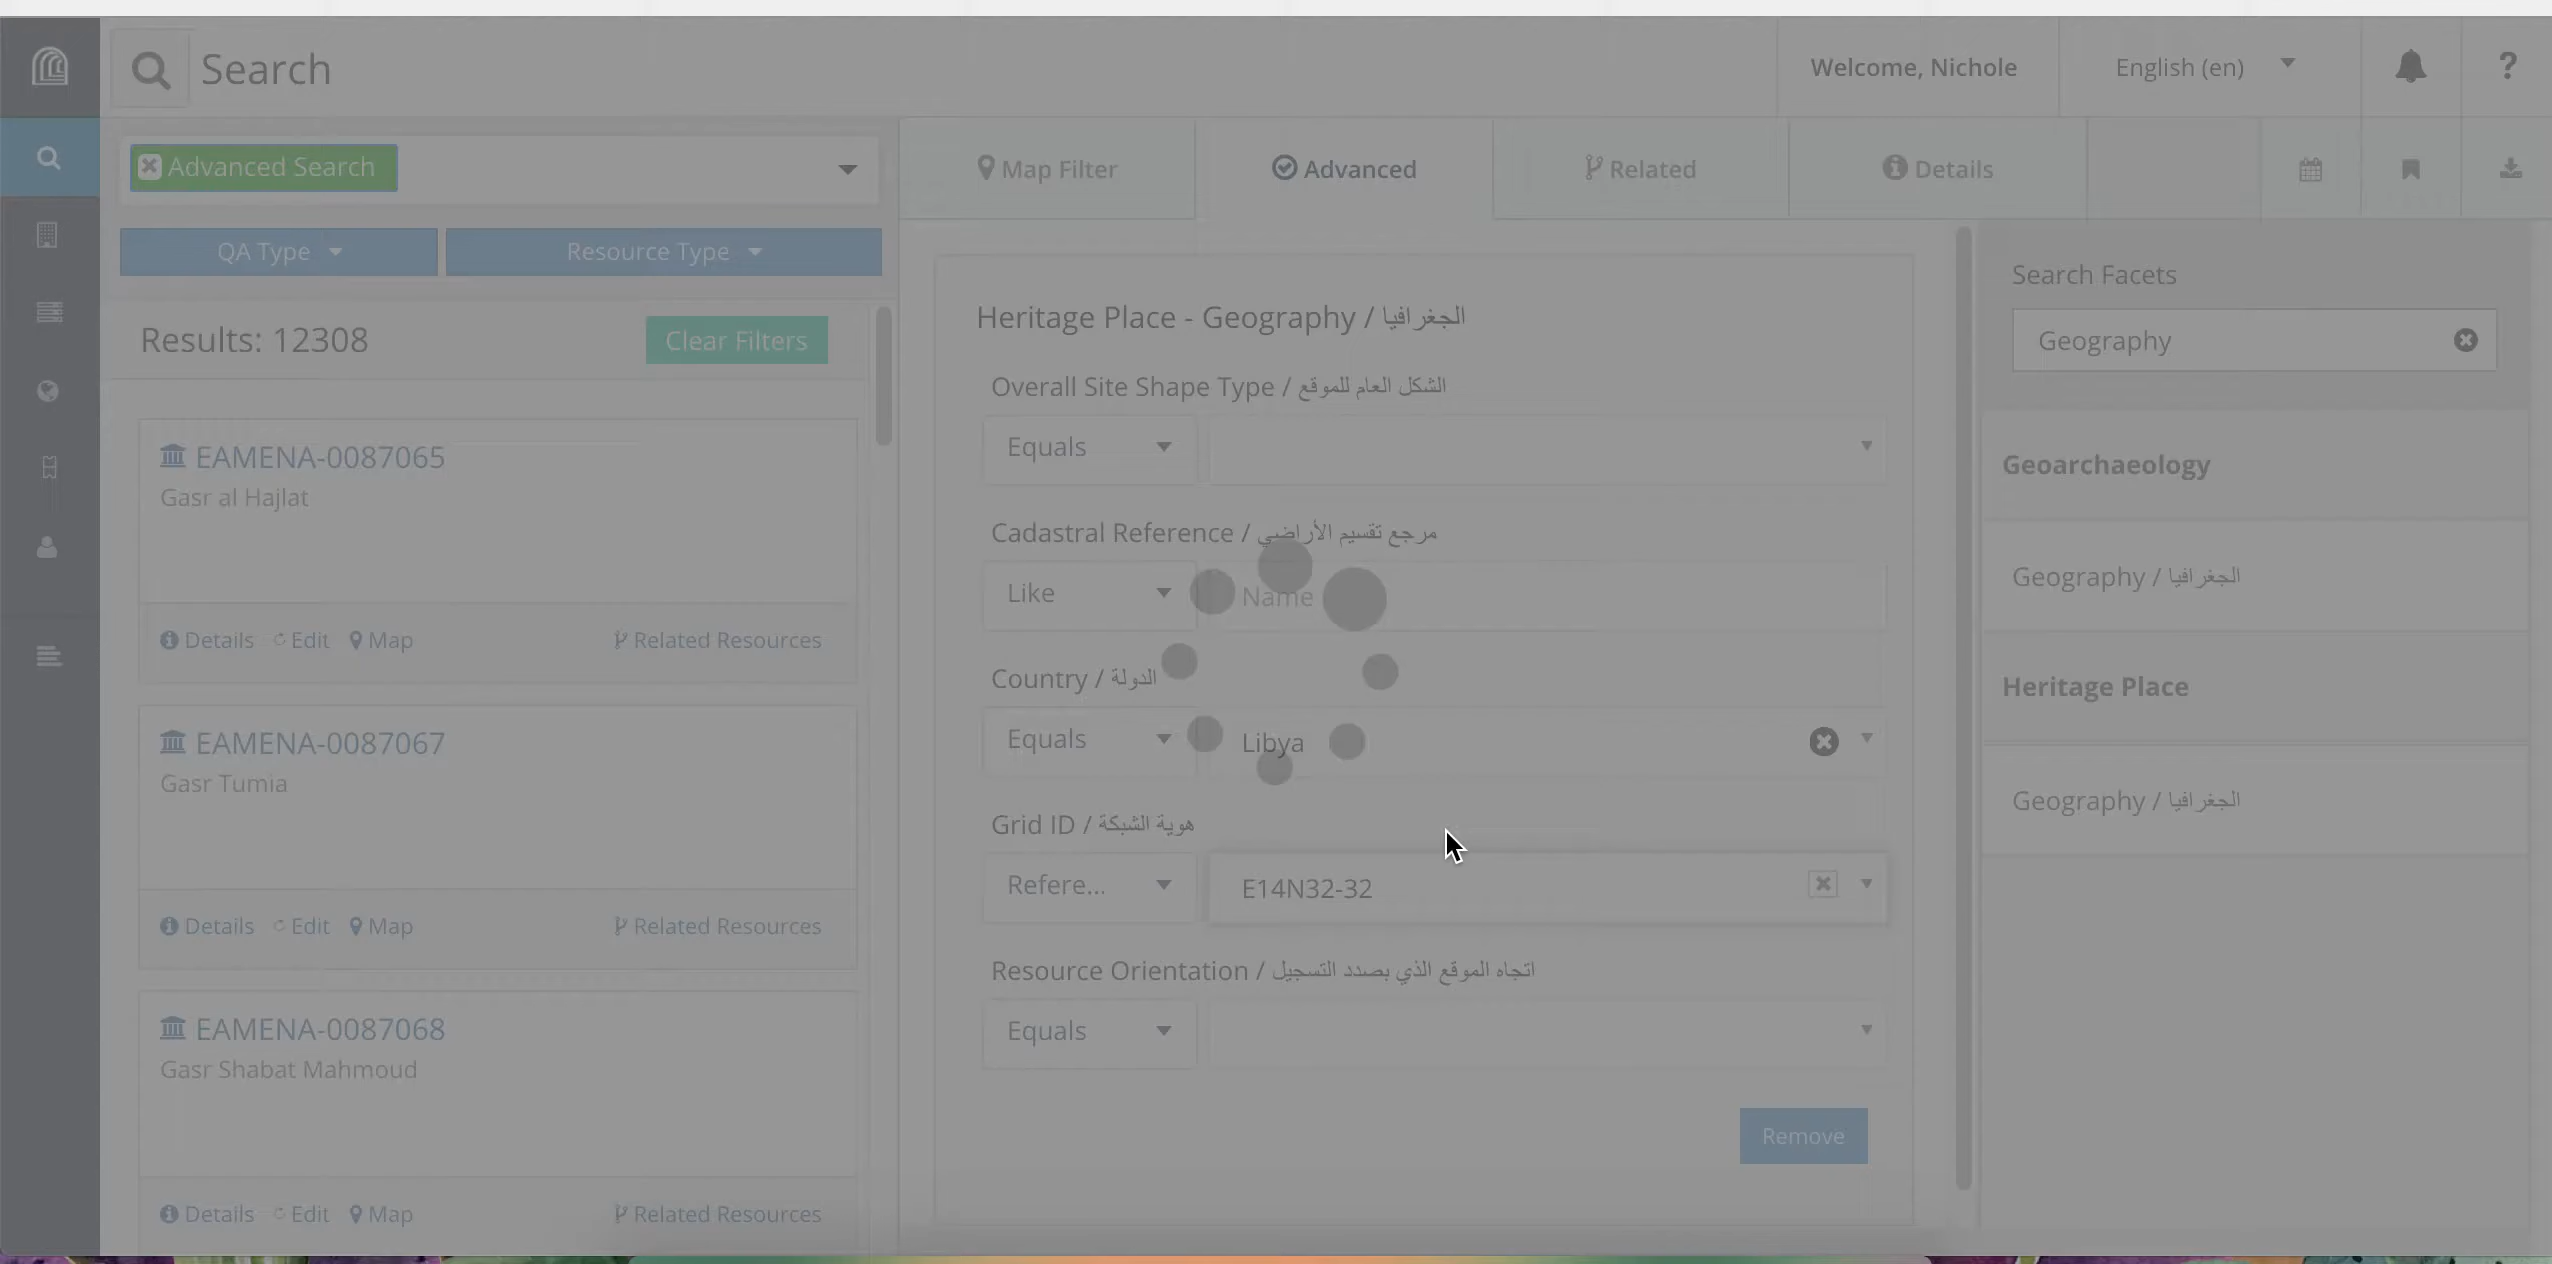 Search
Welcome, Nichole
English (en)
?
Advanced Search
Map Filter
Advanced
Related
Details
QA Type
Resource Type
Results: 12308
Clear Filters
EAMENA-0087065
Gasr al Hajlat
Details Edit Map Related Resources
EAMENA-0087067
Gasr Tumia
Details Edit Map Related Resources
EAMENA-0087068
Gasr Shabat Mahmoud
Details Edit Map Related Resources
Heritage Place - Geography / الجغرافيا
Overall Site Shape Type / الشكل العام للموقع
Equals
Cadastral Reference / مرجع تقسيم الأراضي
Like Name
Country / الدولة
Equals Libya
Grid ID / هوية الشبكة
Refere... E14N32-32
Resource Orientation / اتجاه الموقع الذي بصدد التسجيل
Equals
Remove
Search Facets
Geography
Geoarchaeology
Geography / الجغرافيا
Heritage Place
Geography / الجغرافيا